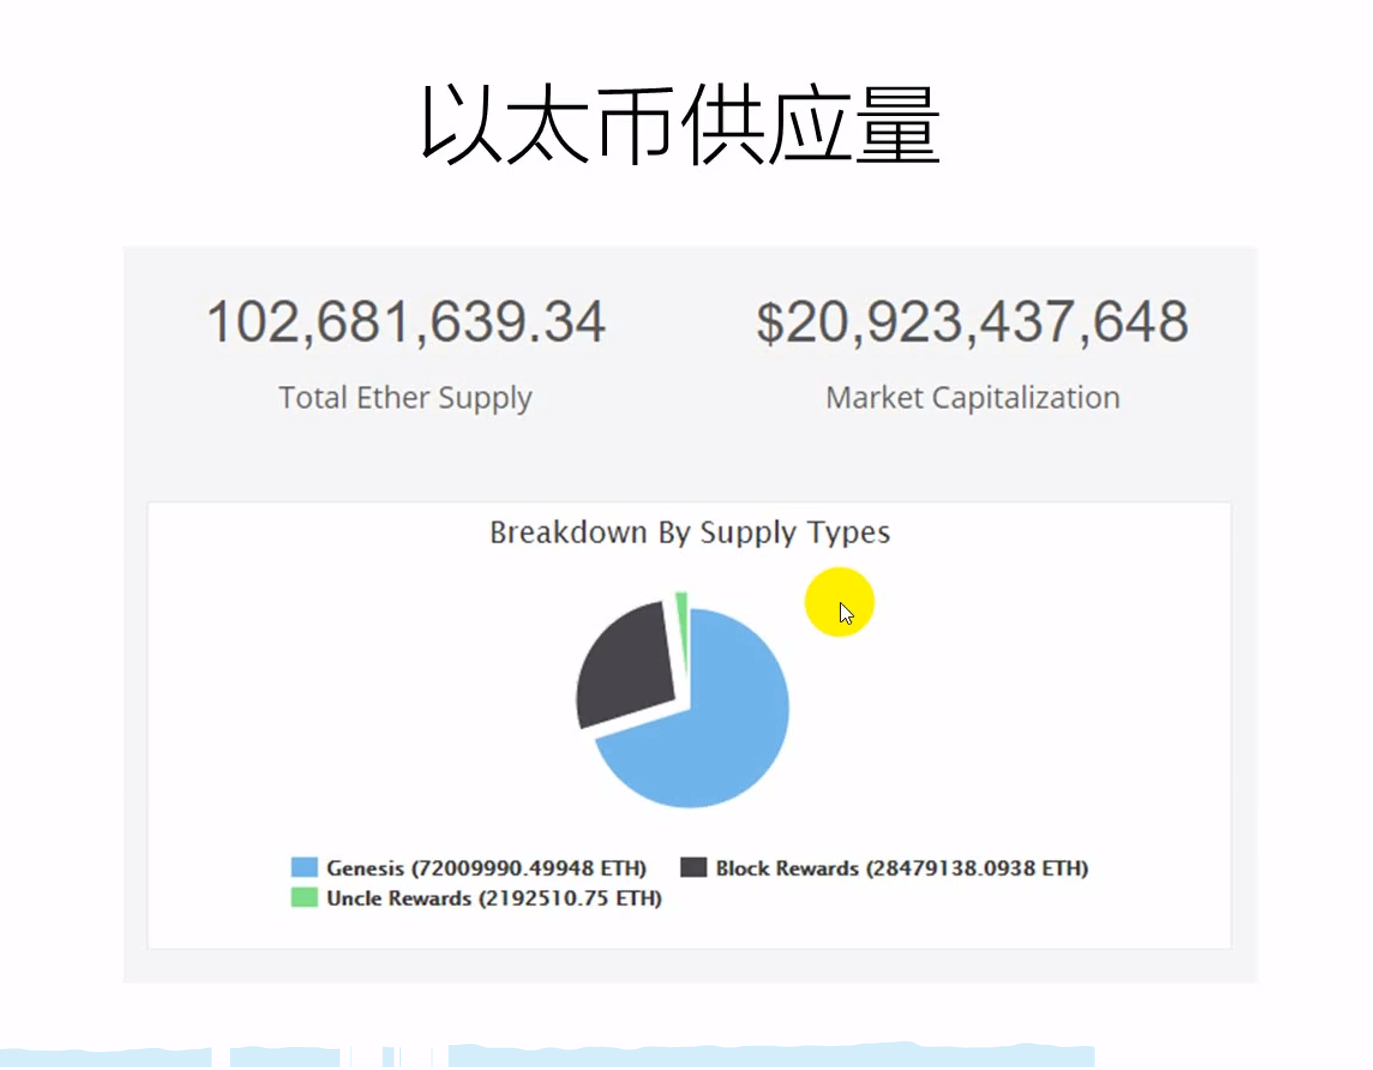 以太币供应量
102,681,639.34
$20,923,437,648
Total Ether Supply
Market Capitalization
Breakdown By Supply Types
Genesis (72009990.49948 ETH)
Block Rewards (28479138.0938 ETH)
Uncle Rewards (2192510.75 ETH)